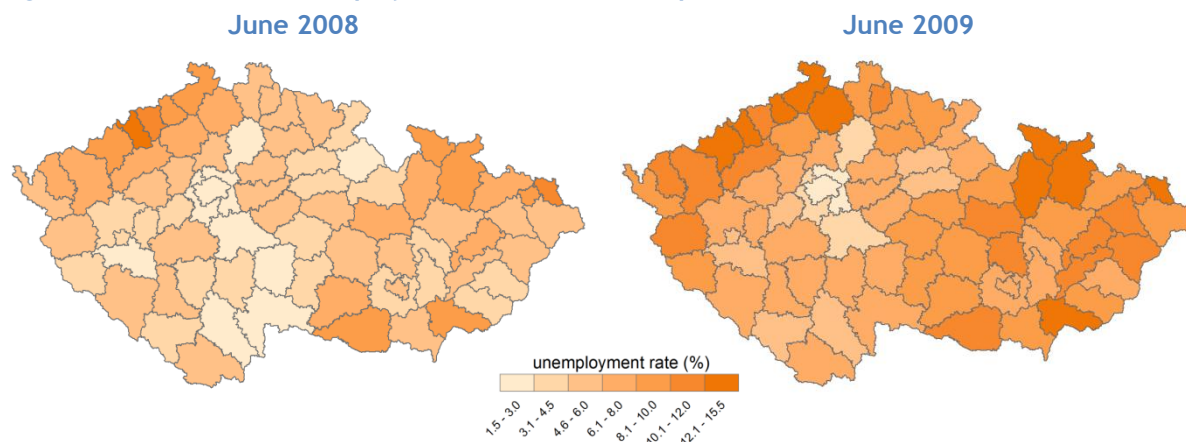 June 2008
June 2009
unemployment rate (%)
1.5 - 3.0
3.1 - 4.5
4.6 - 6.0
6.1 - 8.0
8.1 - 10.0
10.1 - 12.0
12.1 - 15.5